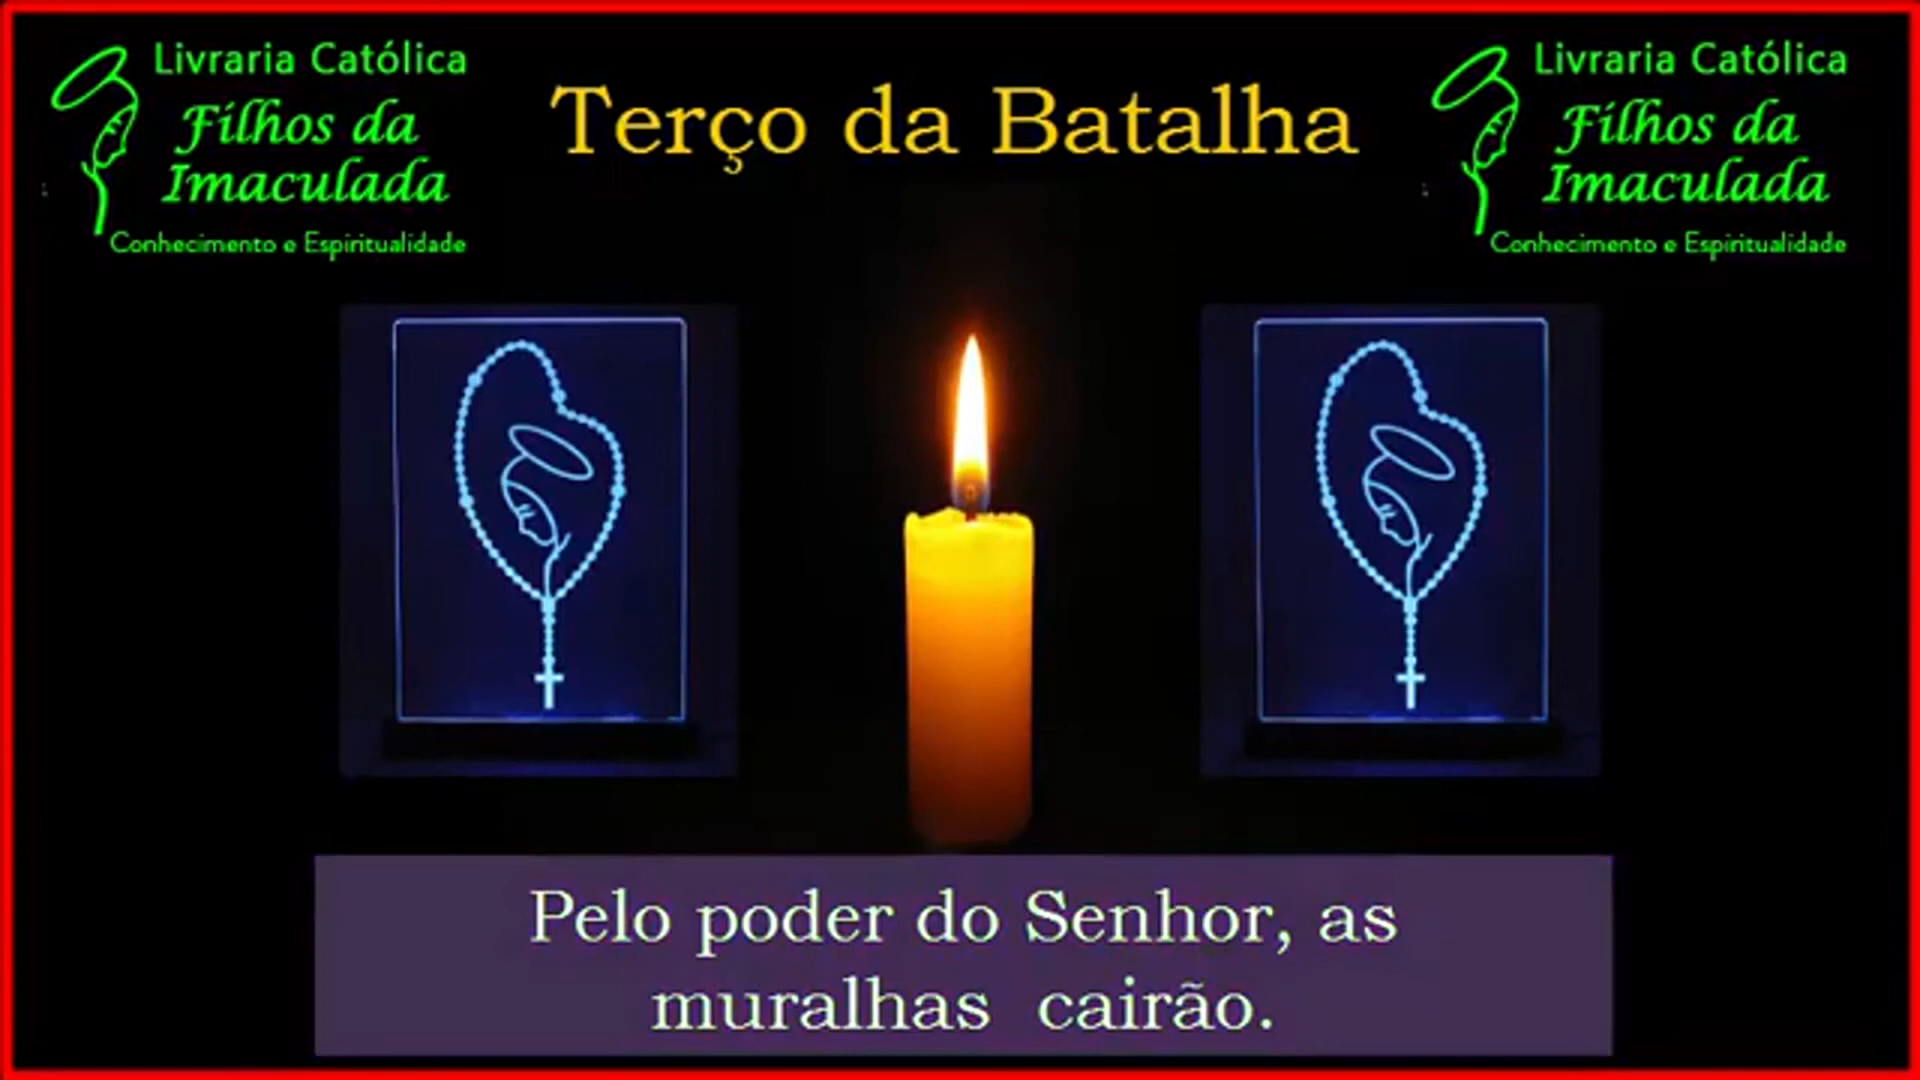 Livraria Católica
Filhos da
Imaculada
Conhecimento e Espiritualidade
Terço da Batalha
Livraria Católica
Filhos da
Imaculada
Conhecimento e Espiritualidade
Pelo poder do Senhor, as
muralhas cairão.